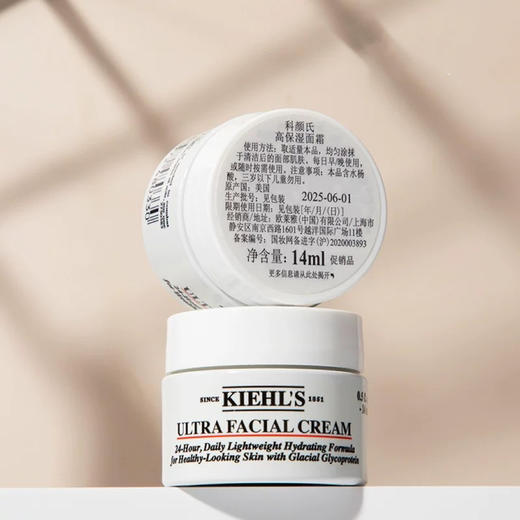 科颜氏
高保湿面霜
使用方法：取适量本品，均匀涂抹
于清洁后的面部肌肤，每日早/晚使用，
或随时按需使用。注意事项：本品含水杨
酸，三岁以下儿童勿用。
原产国：美国
生产批号：见包装 2025-06-01
限期使用日期：见包装[年/月/(日)]
经销商/地址：欧莱雅(中国)有限公司/上海市
静安区南京西路1601号越洋国际广场11楼
备案编号：国妆网备进字(沪)2020003893
净含量：14ml 促销品
更多信息请从此处揭开
SINCE KIEHL'S 1851
ULTRA FACIAL CREAM
24-Hour, Daily Lightweight Hydrating Formula
for Healthy-Looking Skin with Glacial Glycoprotein